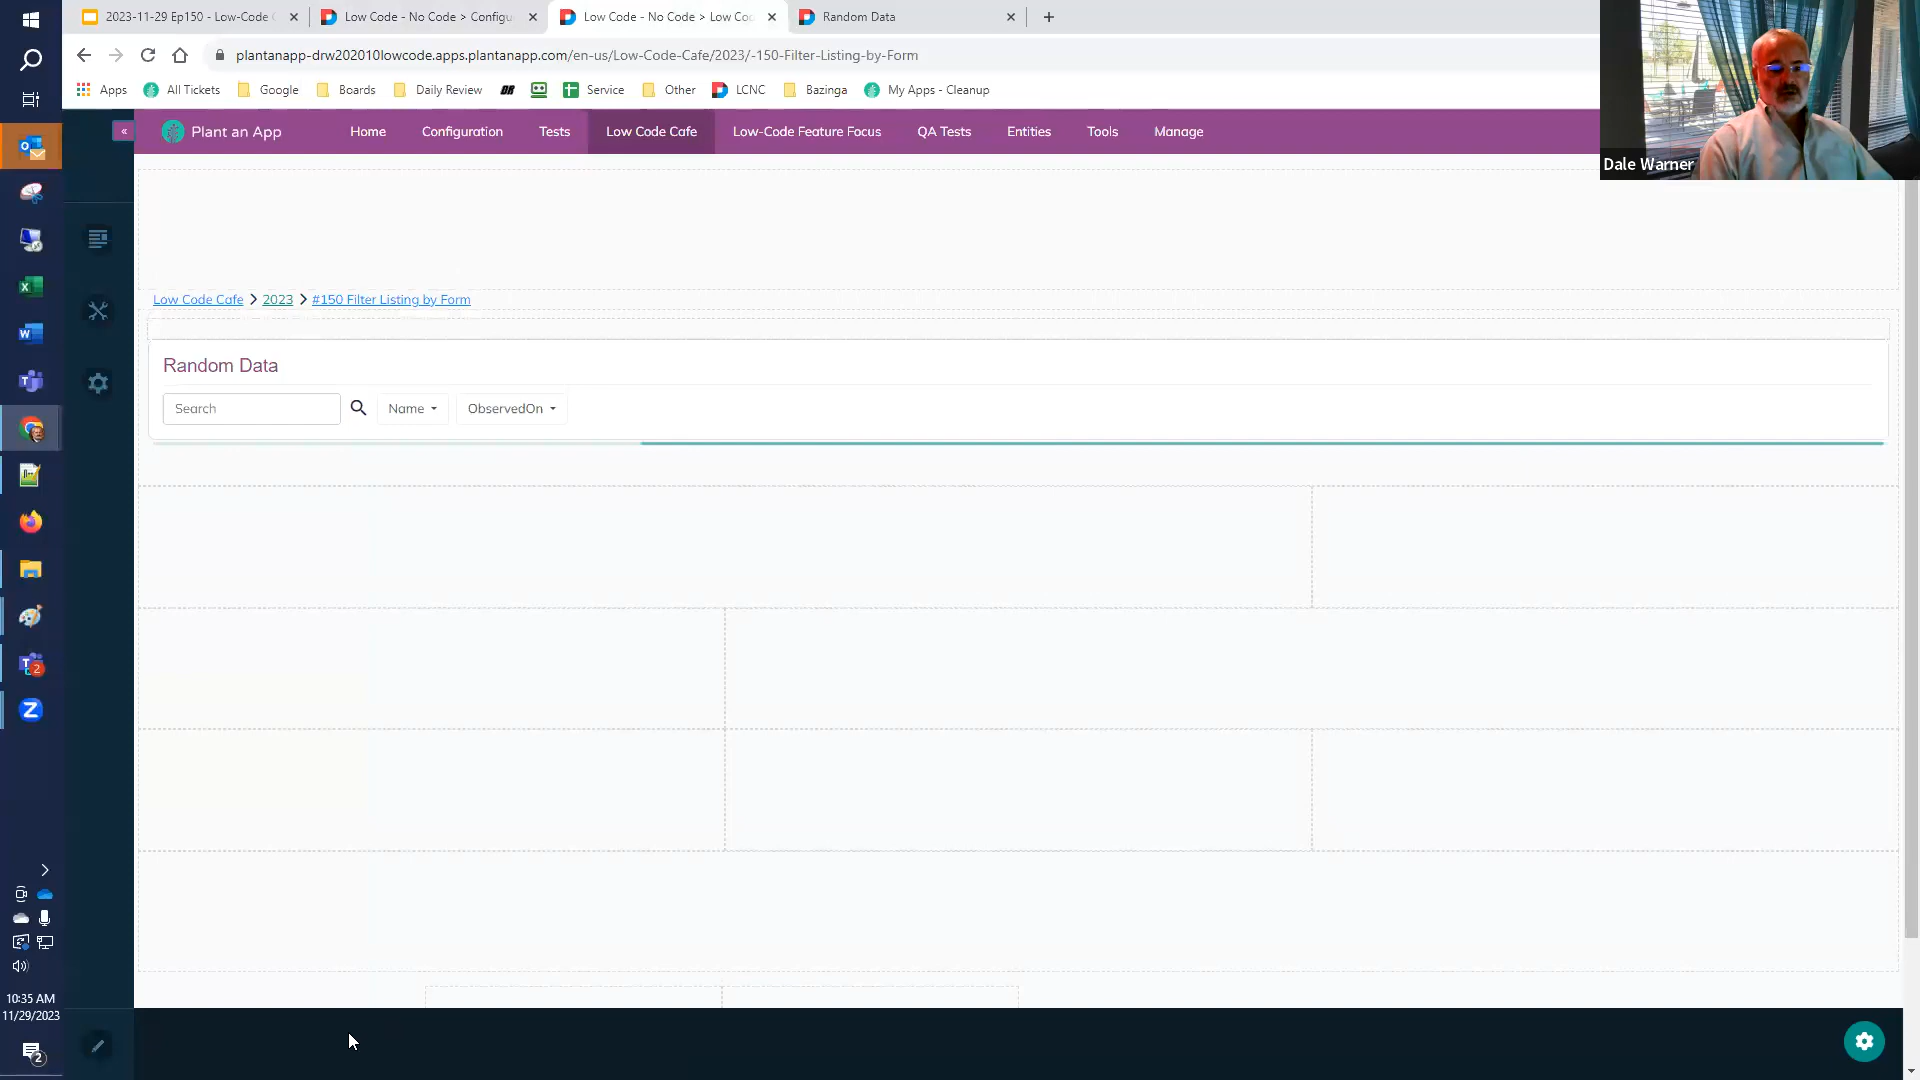 2023-11-29 Ep150 - Low-Code
Low Code - No Code > Configu
Low Code - No Code > Low Co
Random Data
plantanapp-drw202010lowcode.apps.plantanapp.com/en-us/Low-Code-Cafe/2023/-150-Filter-Listing-by-Form
Apps
All Tickets
Google
Boards
Daily Review
DR
Service
Other
LCNC
Bazinga
My Apps - Cleanup
Plant an App
Home
Configuration
Tests
Low Code Cafe
Low-Code Feature Focus
QA Tests
Entities
Tools
Manage
Dale Warner
Low Code Cafe > 2023 > #150 Filter Listing by Form
Random Data
Search
Name
ObservedOn
10:35 AM
11/29/2023
2
2